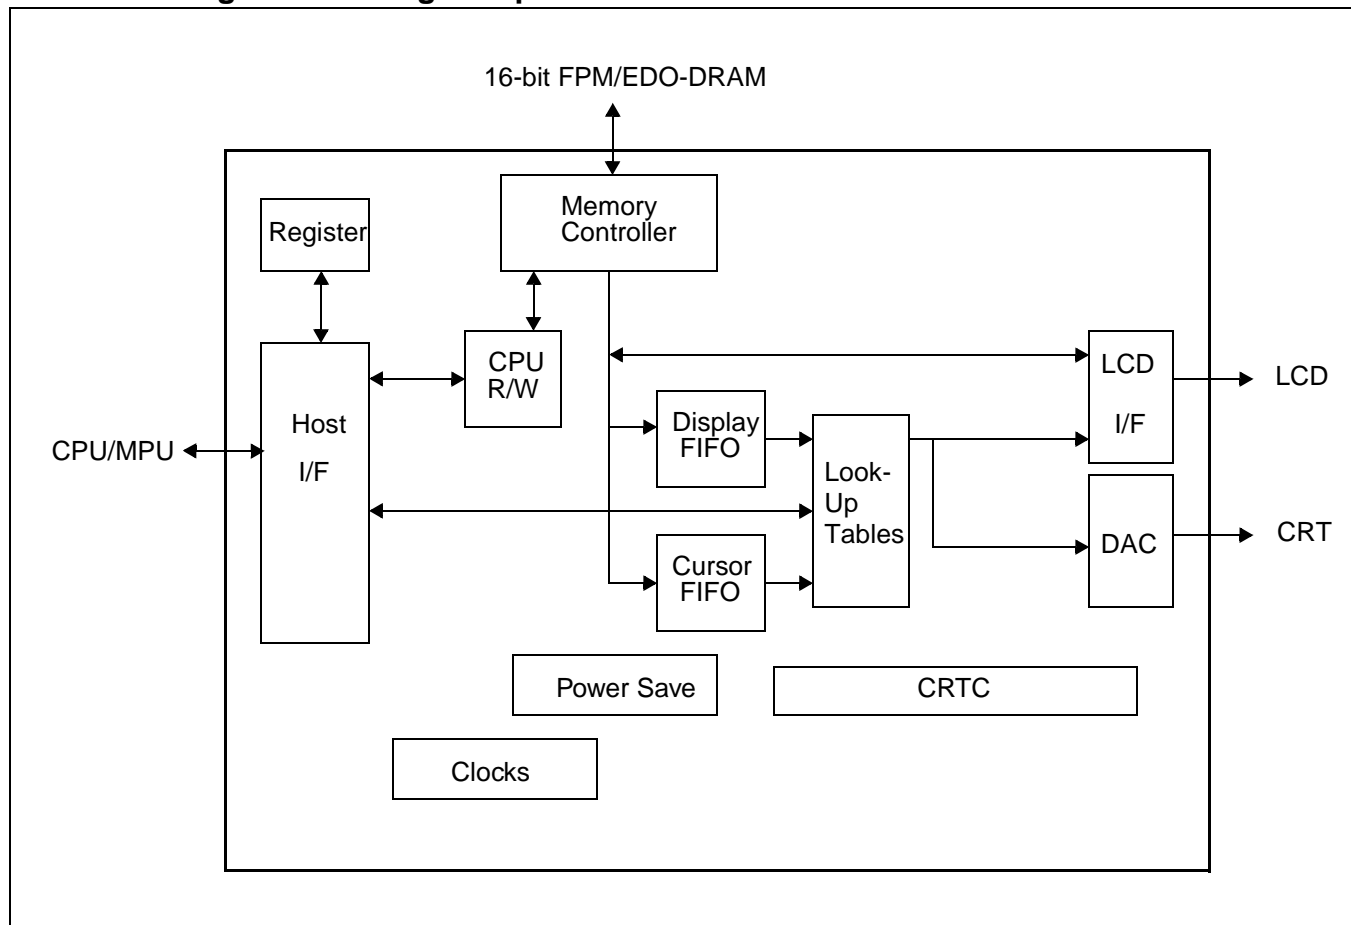 16-bit FPM/EDO-DRAM
Memory
Controller
Register
CPU
R/W
LCD
I/F
LCD
Host
I/F
CPU/MPU
Display
FIFO
Look-
Up
Tables
DAC
CRT
Cursor
FIFO
Power Save
CRTC
Clocks